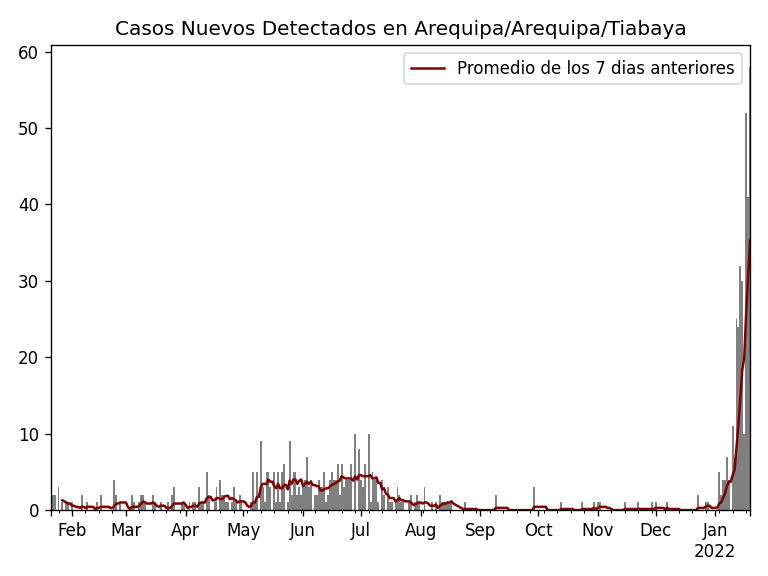 Casos Nuevos Detectados en Arequipa/Arequipa/Tiabaya
Promedio de los 7 dias anteriores
60
50
40
30
20
10
0
Feb Mar Apr May Jun Jul Aug Sep Oct Nov Dec Jan
2022